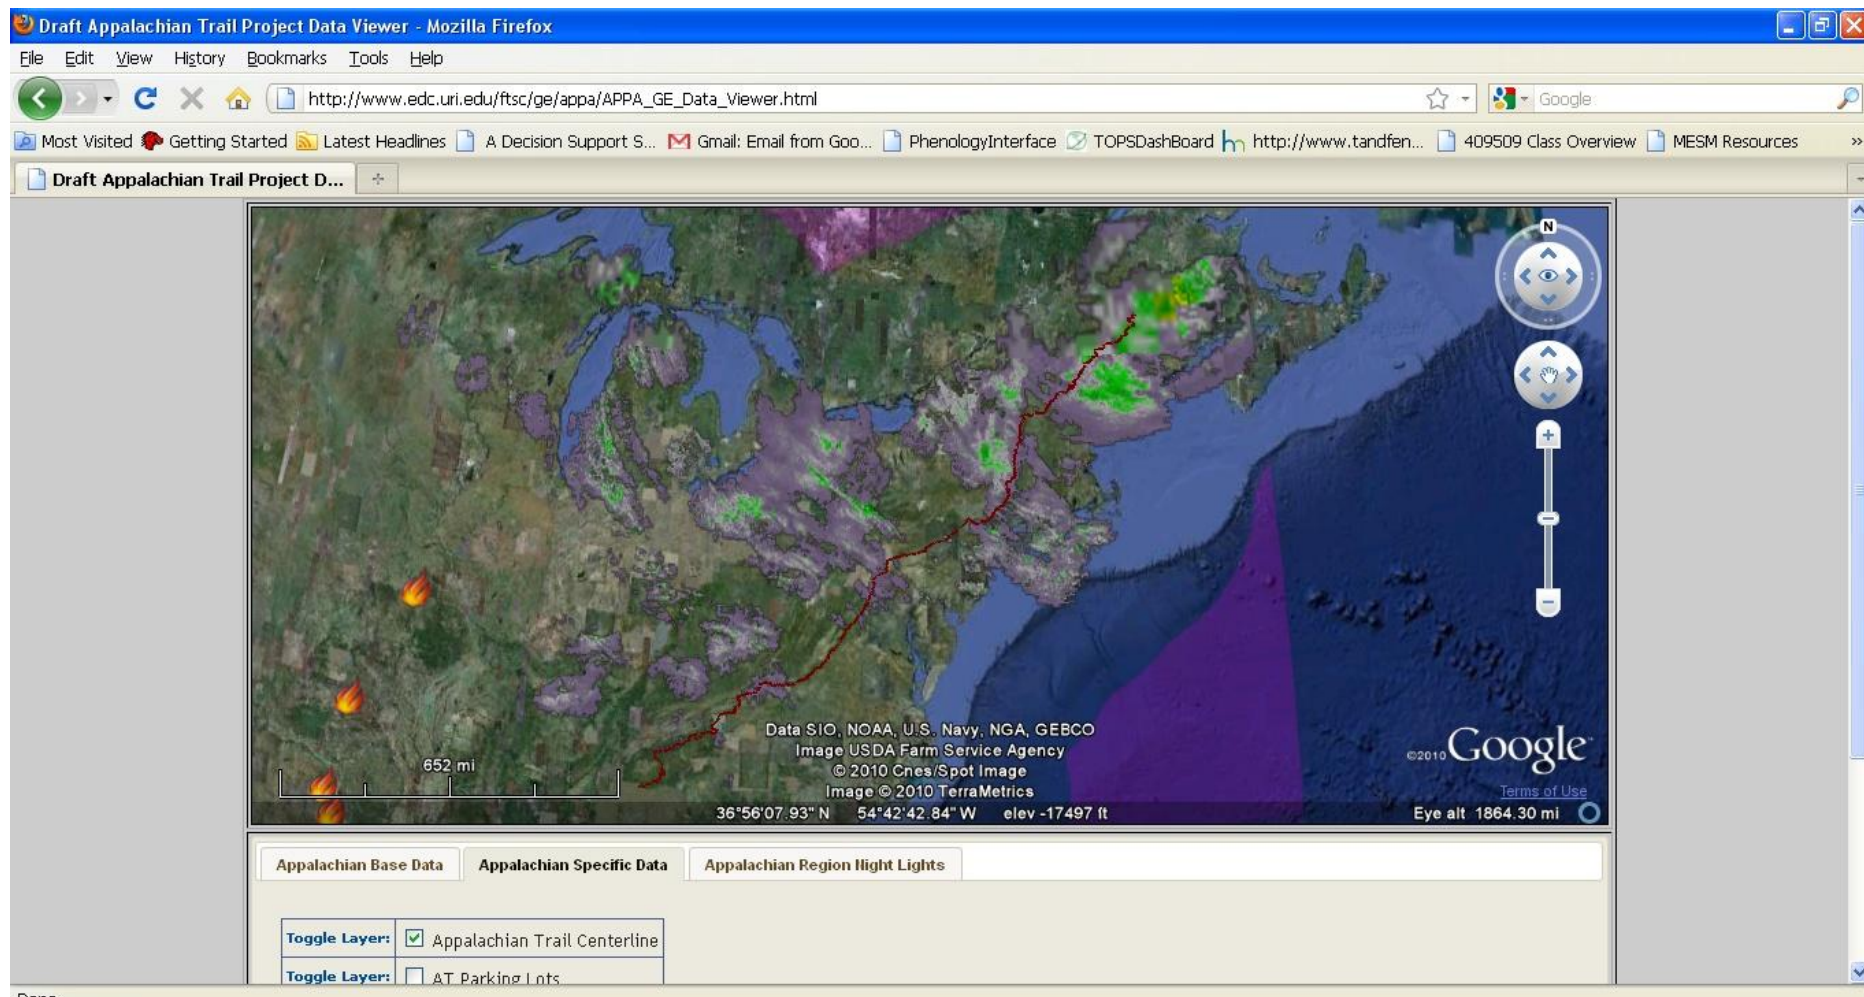 Draft Appalachian Trail Project Data Viewer - Mozilla Firefox
File Edit View History Bookmarks Tools Help
http://www.edc.uri.edu/ftsc/ge/appa/APPA_GE_Data_Viewer.html Google
Most Visited Getting Started Latest Headlines A Decision Support S... Gmail: Email from Goo... PhenologyInterface TOPSDashBoard http://www.tandfen... 409509 Class Overview MESM Resources »
Draft Appalachian Trail Project D...
N
Data SIO, NOAA, U.S. Navy, NGA, GEBCO
Image USDA Farm Service Agency
© 2010 Cnes/Spot Image
Image © 2010 TerraMetrics
652 mi
©2010 Google
Terms of Use
36°56'07.93" N 54°42'42.84" W elev -17497 ft Eye alt 1864.30 mi
Appalachian Base Data Appalachian Specific Data Appalachian Region Night Lights
Toggle Layer: Appalachian Trail Centerline
Toggle Layer: AT Parking Lots
Done